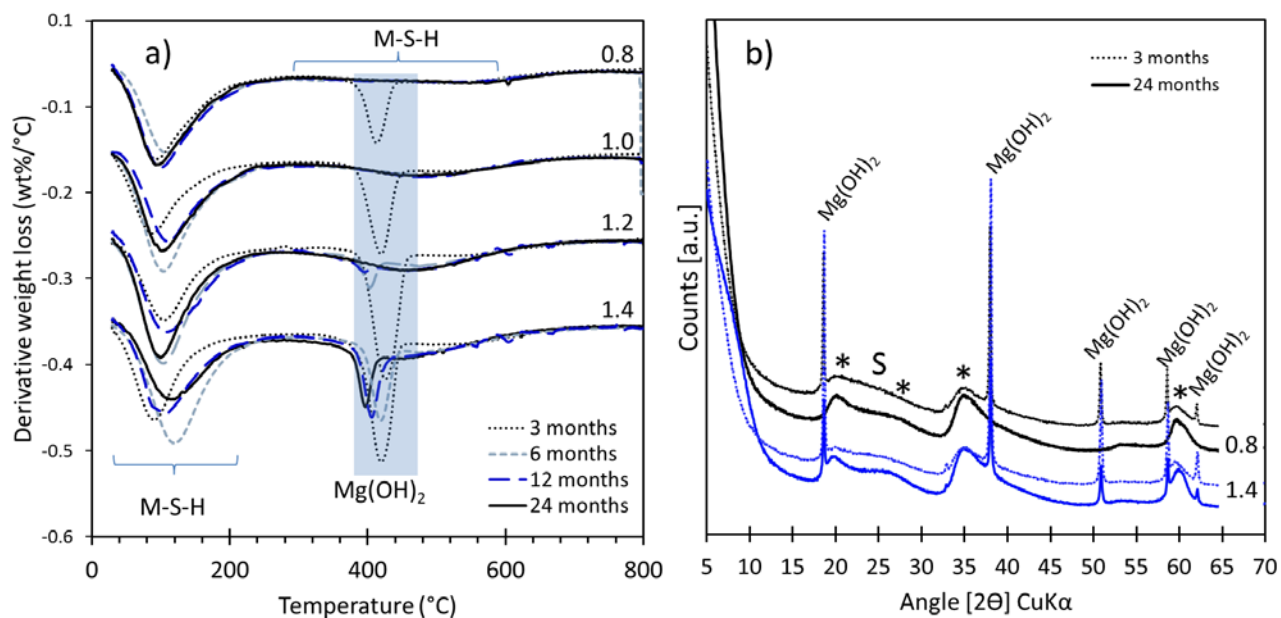 a)
M-S-H
0.8
1.0
1.2
1.4
0.1
-0.1
-0.2
-0.3
-0.4
-0.5
-0.6
Derivative weight loss (wt%/°C)
3 months
6 months
12 months
24 months
M-S-H
Mg(OH)2
0 200 400 600 800
Temperature (°C)
b)
3 months
24 months
Mg(OH)2
Mg(OH)2
Mg(OH)2
Mg(OH)2
Mg(OH)2
* S * * *
0.8
1.4
Counts [a.u.]
5 10 15 20 25 30 35 40 45 50 55 60 65 70
Angle [2Θ] CuKα